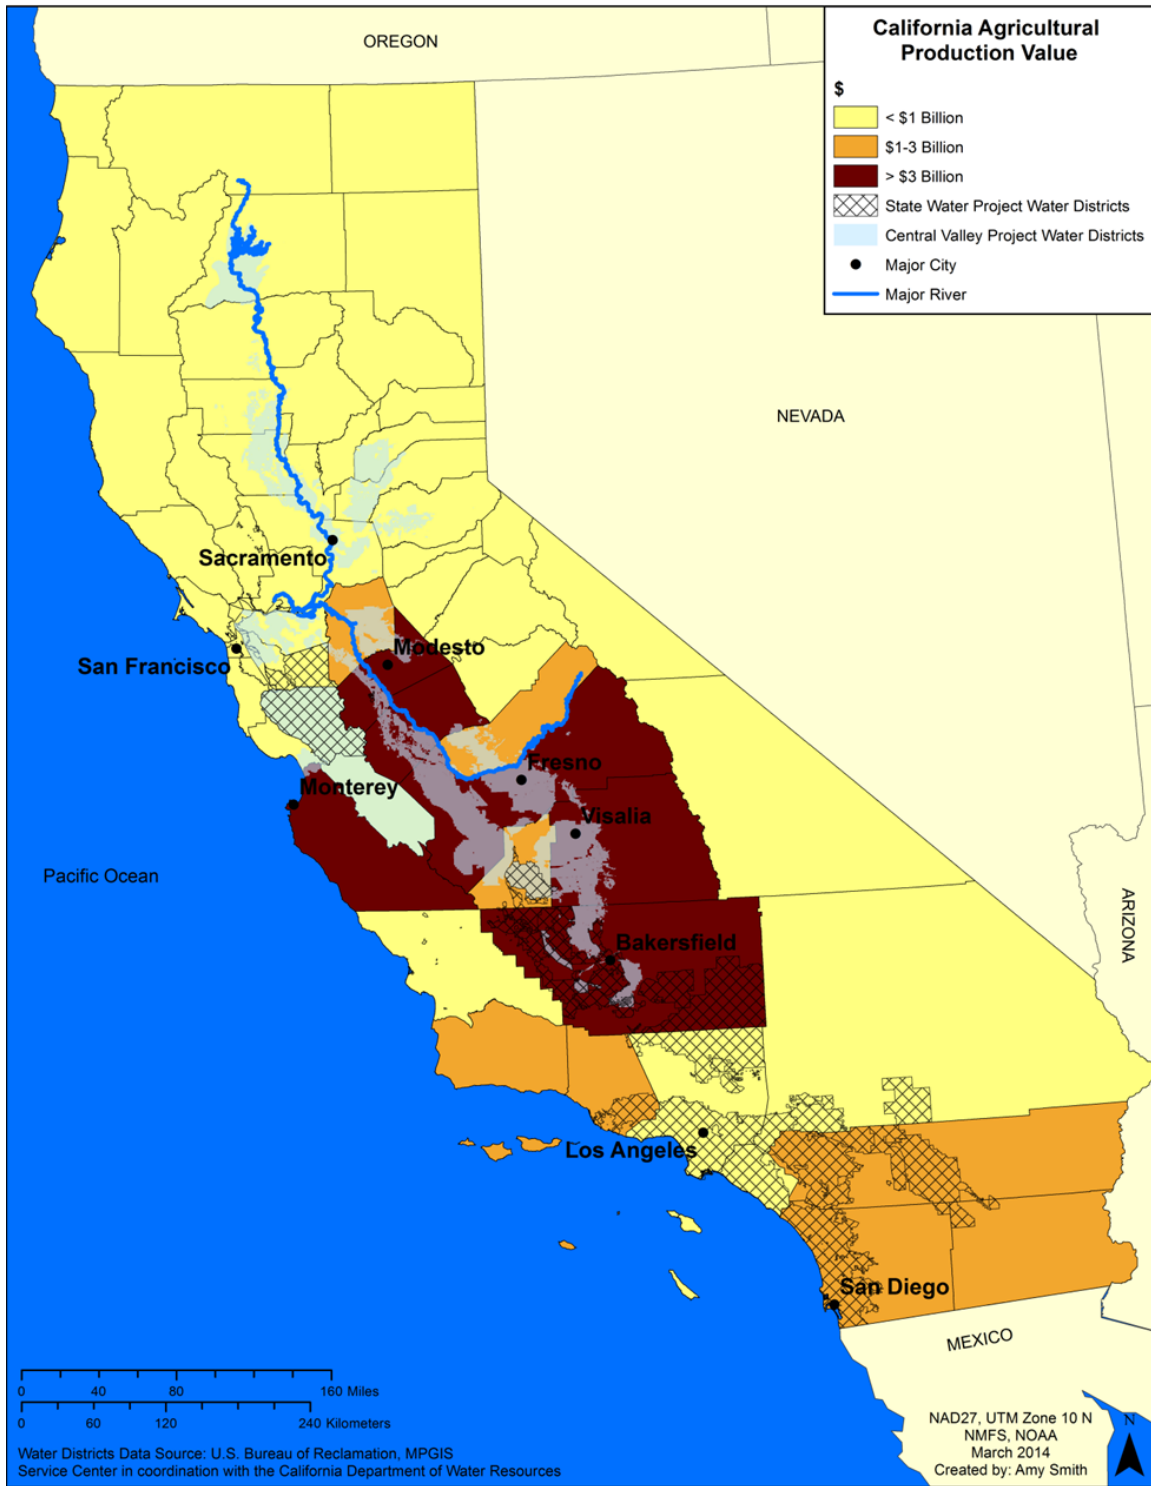 OREGON
California Agricultural
Production Value
$
< $1 Billion
$1-3 Billion
> $3 Billion
State Water Project Water Districts
Central Valley Project Water Districts
Major City
Major River
NEVADA
Sacramento
San Francisco
Modesto
Fresno
Monterey
Visalia
Pacific Ocean
ARIZONA
Bakersfield
Los Angeles
San Diego
MEXICO
0 40 80 160 Miles
0 60 120 240 Kilometers
Water Districts Data Source: U.S. Bureau of Reclamation, MPGIS
Service Center in coordination with the California Department of Water Resources
NAD27, UTM Zone 10 N
NMFS, NOAA
March 2014
Created by: Amy Smith
N